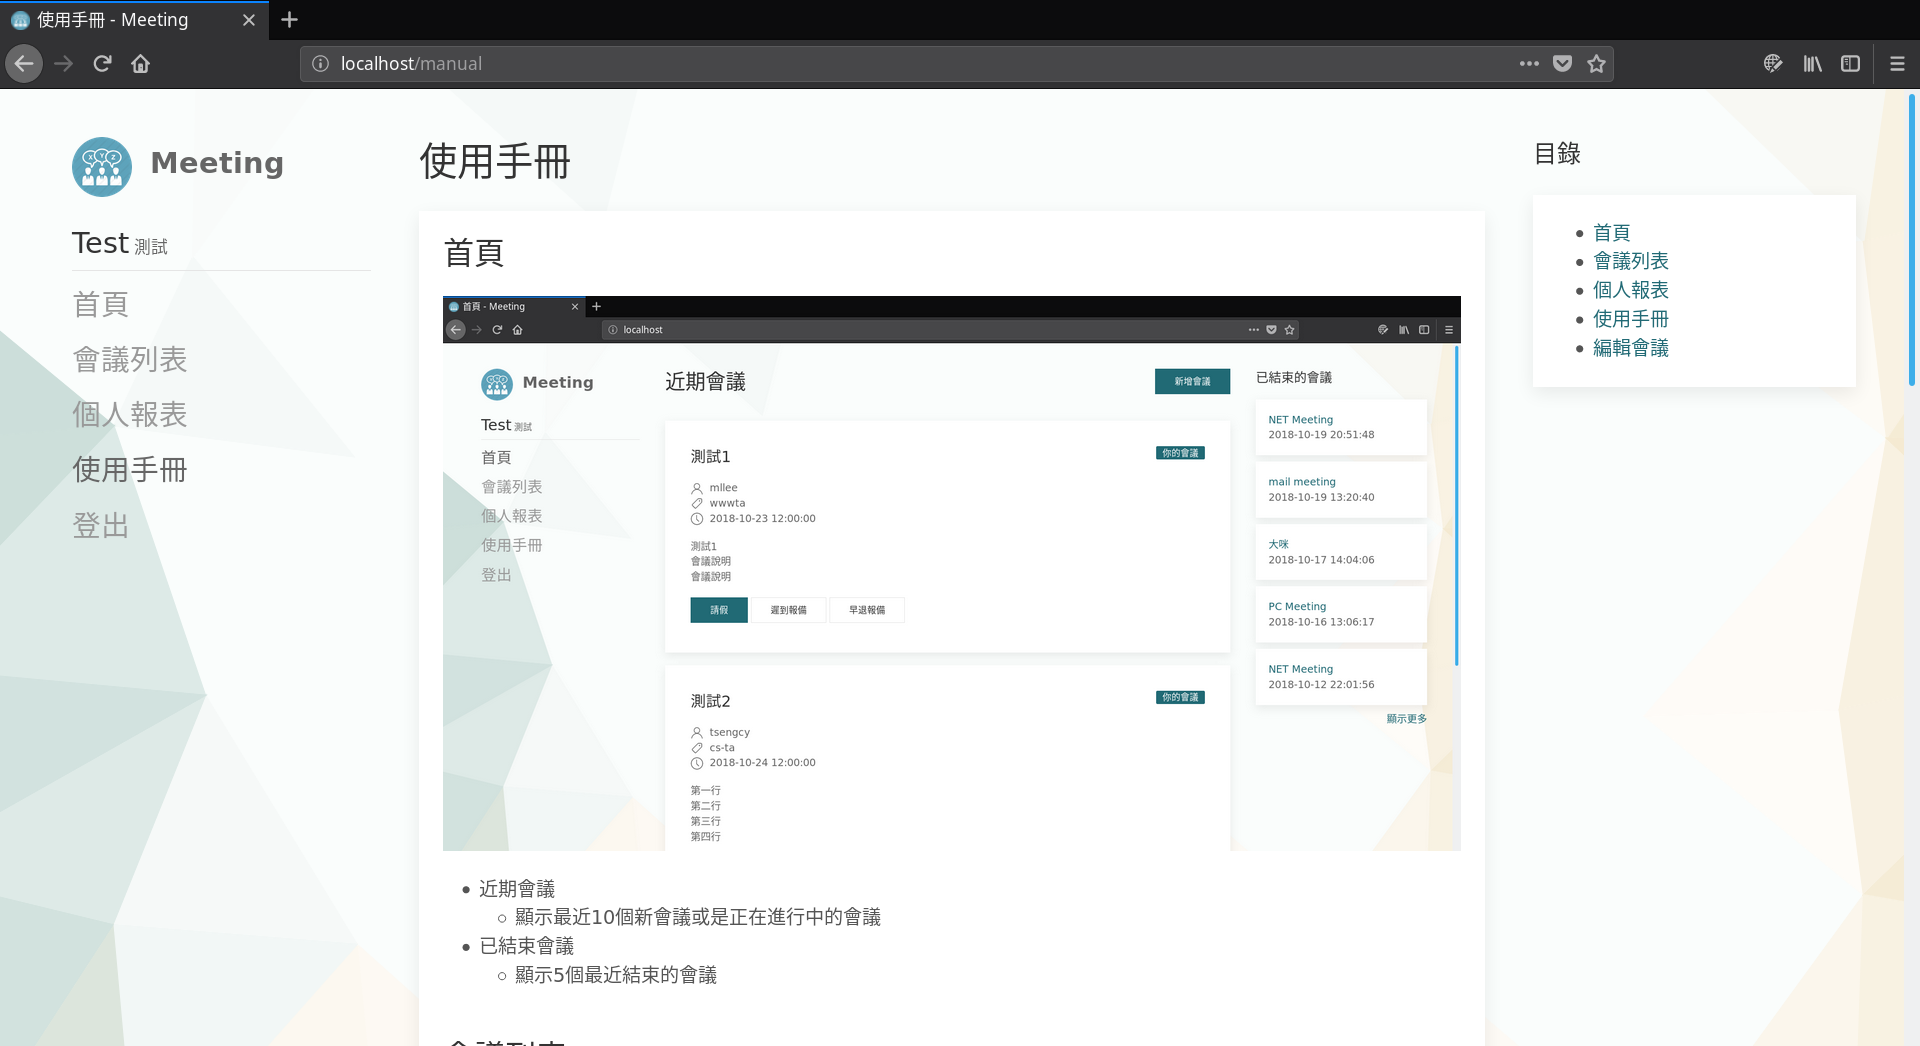 使用手冊 - Meeting
localhost/manual
Meeting
Test 測試
首頁
會議列表
個人報表
使用手冊
登出
使用手冊
首頁
首頁 - Meeting
localhost
Meeting
Test 測試
首頁
會議列表
個人報表
使用手冊
登出
近期會議
新增會議
測試1
你的會議
mllee
wwwta
2018-10-23 12:00:00
測試1
會議說明
會議說明
請假 遲到報備 早退報備
測試2
你的會議
tsengcy
cs-ta
2018-10-24 12:00:00
第一行
第二行
第三行
第四行
已結束的會議
NET Meeting
2018-10-19 20:51:48
mail meeting
2018-10-19 13:20:40
大咪
2018-10-17 14:04:06
PC Meeting
2018-10-16 13:06:17
NET Meeting
2018-10-12 22:01:56
顯示更多
近期會議
顯示最近10個新會議或是正在進行中的會議
已結束會議
顯示5個最近結束的會議
會議列表
目錄
首頁
會議列表
個人報表
使用手冊
編輯會議